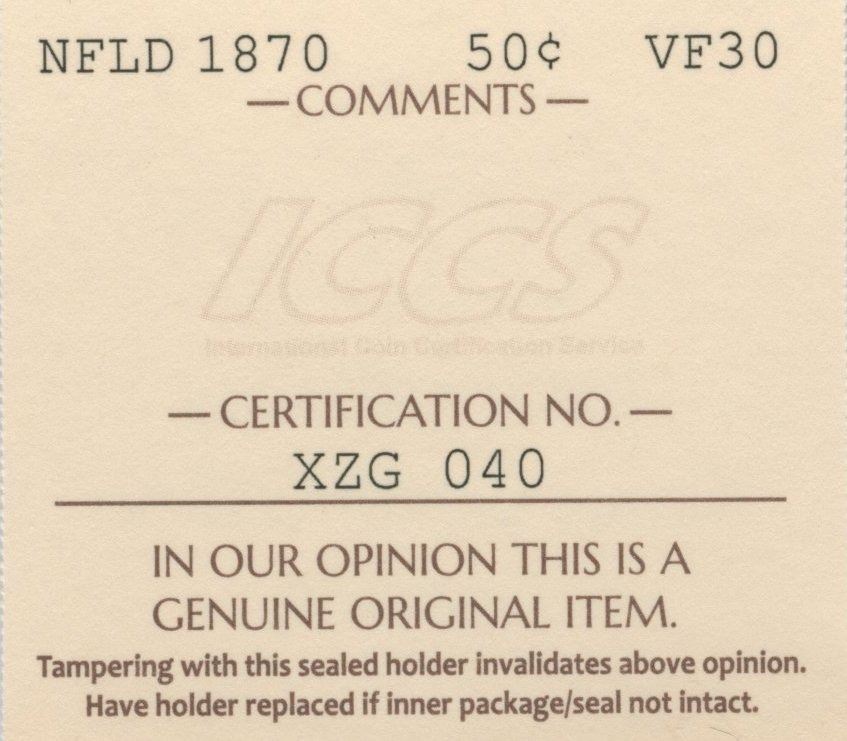 NFLD 1870 50¢ VF30
— COMMENTS —
ICCS
International Coin Certification Service
— CERTIFICATION NO. —
XZG 040
IN OUR OPINION THIS IS A
GENUINE ORIGINAL ITEM.
Tampering with this sealed holder invalidates above opinion.
Have holder replaced if inner package/seal not intact.